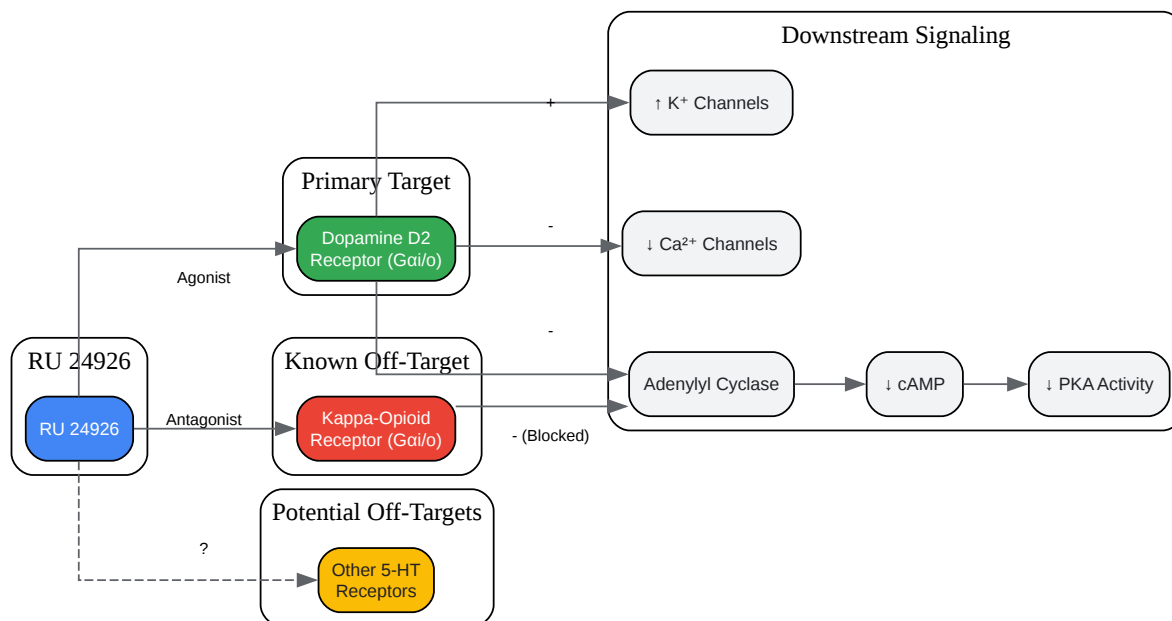 Downstream Signaling
↑ K⁺ Channels
+
Primary Target
Dopamine D2
Receptor (Gαi/o)
-
↓ Ca²⁺ Channels
Agonist
-
RU 24926
RU 24926
Antagonist
Known Off-Target
Kappa-Opioid
Receptor (Gαi/o)
- (Blocked)
Adenylyl Cyclase
↓ cAMP
↓ PKA Activity
Potential Off-Targets
?
Other 5-HT
Receptors